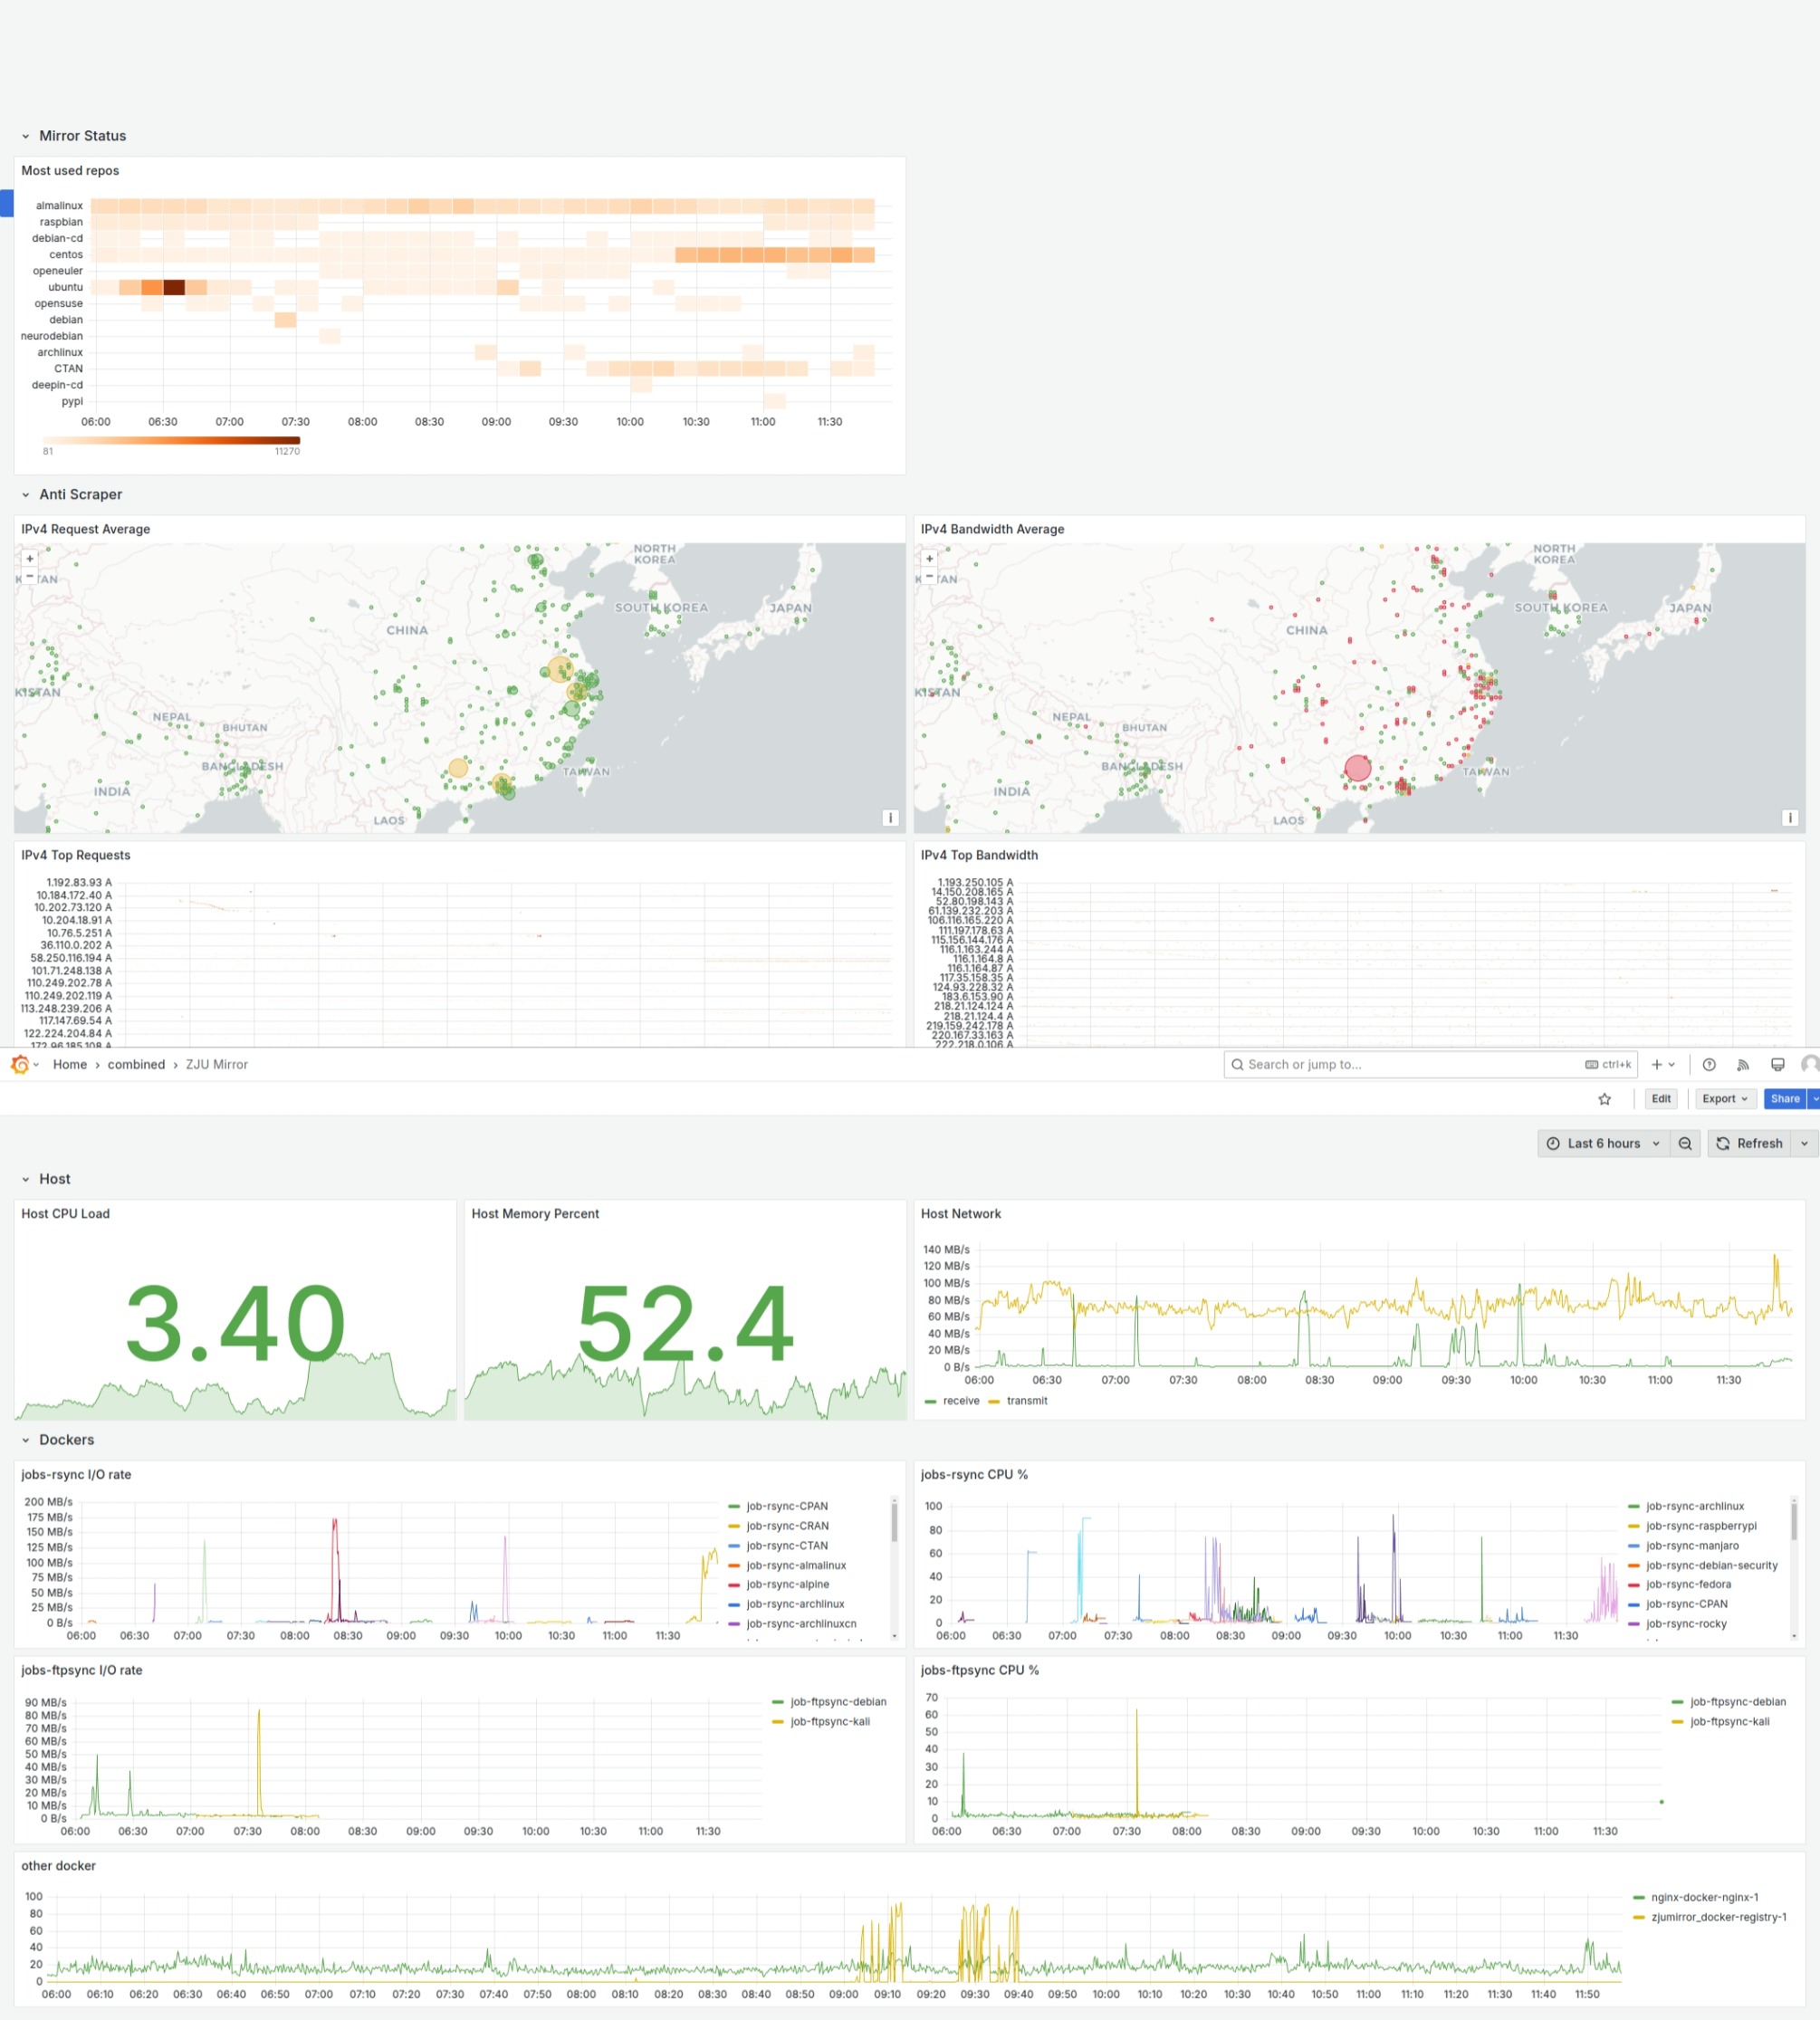 Mirror Status
Most used repos
almalinux
raspbian
debian-cd
centos
openeuler
ubuntu
opensuse
debian
neurodebian
archlinux
CTAN
deepin-cd
pypi
06:00 06:30 07:00 07:30 08:00 08:30 09:00 09:30 10:00 10:30 11:00 11:30
81 11270
Anti Scraper
IPv4 Request Average
+
−
NORTH
KOREA
SOUTH KOREA
JAPAN
CHINA
KISTAN
NEPAL
BHUTAN
BANGLADESH
TAIWAN
INDIA
LAOS
i
IPv4 Bandwidth Average
+
−
NORTH
KOREA
SOUTH KOREA
JAPAN
CHINA
KISTAN
NEPAL
BHUTAN
BANGLADESH
TAIWAN
INDIA
LAOS
i
IPv4 Top Requests
1.192.83.93 A
10.184.172.40 A
10.202.73.120 A
10.204.18.91 A
10.76.5.251 A
36.110.0.202 A
58.250.116.194 A
101.71.248.138 A
110.249.202.78 A
110.249.202.119 A
113.248.239.206 A
117.147.69.54 A
122.224.204.84 A
172.96.185.108 A
IPv4 Top Bandwidth
1.193.250.105 A
14.150.208.165 A
52.80.198.143 A
61.139.232.203 A
106.116.165.220 A
111.197.178.63 A
115.156.144.176 A
116.1.163.244 A
116.1.164.8 A
116.1.164.87 A
117.35.158.35 A
124.93.228.32 A
183.6.153.90 A
218.21.124.124 A
218.21.124.4 A
219.159.242.178 A
220.167.33.163 A
222.218.0.106 A
Home › combined › ZJU Mirror
Search or jump to... ctrl+k
Edit Export Share
Last 6 hours Refresh
Host
Host CPU Load
3.40
Host Memory Percent
52.4
Host Network
140 MB/s
120 MB/s
100 MB/s
80 MB/s
60 MB/s
40 MB/s
20 MB/s
0 B/s
06:00 06:30 07:00 07:30 08:00 08:30 09:00 09:30 10:00 10:30 11:00 11:30
receive transmit
Dockers
jobs-rsync I/O rate
200 MB/s
175 MB/s
150 MB/s
125 MB/s
100 MB/s
75 MB/s
50 MB/s
25 MB/s
0 B/s
06:00 06:30 07:00 07:30 08:00 08:30 09:00 09:30 10:00 10:30 11:00 11:30
job-rsync-CPAN
job-rsync-CRAN
job-rsync-CTAN
job-rsync-almalinux
job-rsync-alpine
job-rsync-archlinux
job-rsync-archlinuxcn
jobs-rsync CPU %
100
80
60
40
20
0
06:00 06:30 07:00 07:30 08:00 08:30 09:00 09:30 10:00 10:30 11:00 11:30
job-rsync-archlinux
job-rsync-raspberrypi
job-rsync-manjaro
job-rsync-debian-security
job-rsync-fedora
job-rsync-CPAN
job-rsync-rocky
jobs-ftpsync I/O rate
90 MB/s
80 MB/s
70 MB/s
60 MB/s
50 MB/s
40 MB/s
30 MB/s
20 MB/s
10 MB/s
0 B/s
06:00 06:30 07:00 07:30 08:00 08:30 09:00 09:30 10:00 10:30 11:00 11:30
job-ftpsync-debian
job-ftpsync-kali
jobs-ftpsync CPU %
70
60
50
40
30
20
10
0
06:00 06:30 07:00 07:30 08:00 08:30 09:00 09:30 10:00 10:30 11:00 11:30
job-ftpsync-debian
job-ftpsync-kali
other docker
100
80
60
40
20
0
06:00 06:10 06:20 06:30 06:40 06:50 07:00 07:10 07:20 07:30 07:40 07:50 08:00 08:10 08:20 08:30 08:40 08:50 09:00 09:10 09:20 09:30 09:40 09:50 10:00 10:10 10:20 10:30 10:40 10:50 11:00 11:10 11:20 11:30 11:40 11:50
nginx-docker-nginx-1
zjumirror_docker-registry-1